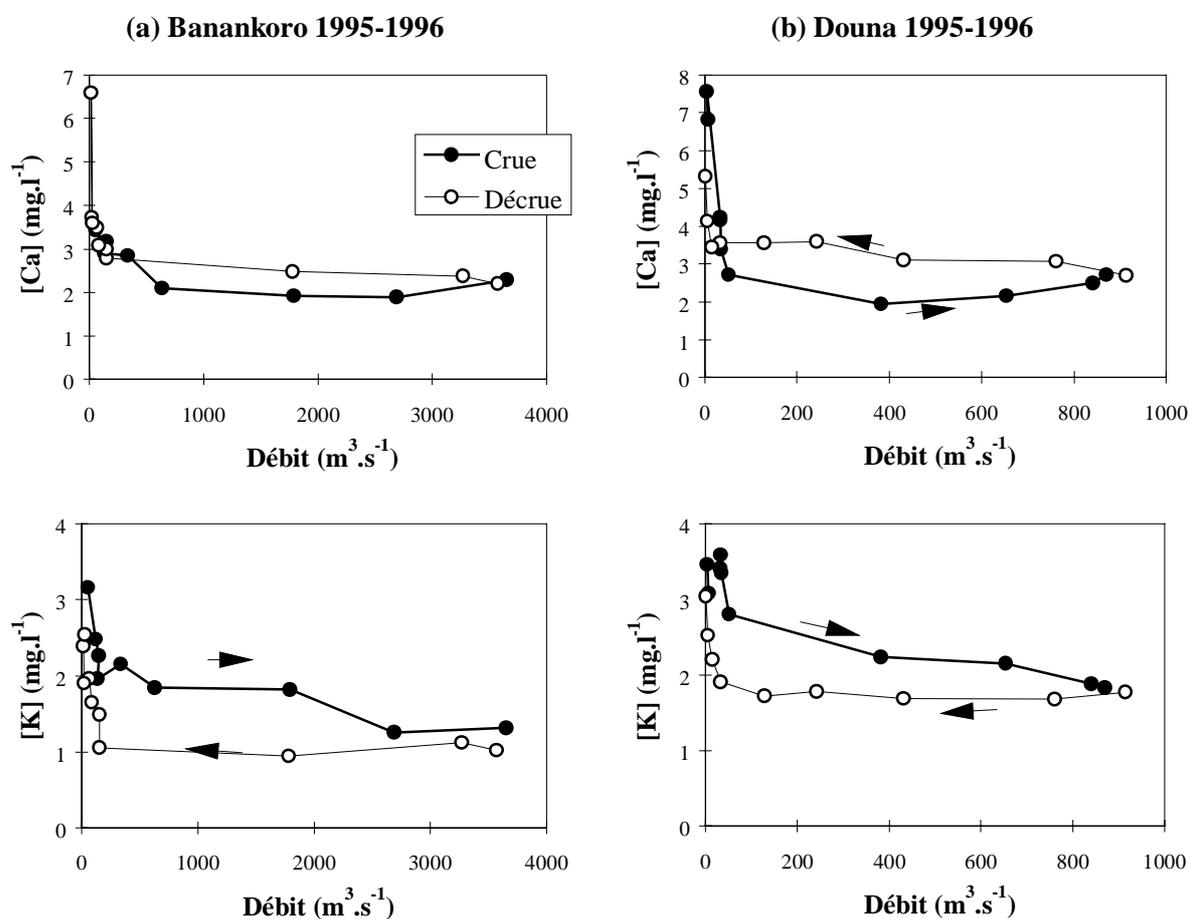 (a) Banankoro 1995-1996
(b) Douna 1995-1996
7
6
5
4
3
2
1
0
[Ca] (mg.l⁻¹)
0 1000 2000 3000 4000
Débit (m³.s⁻¹)
Crue
Décrue
8
7
6
5
4
3
2
1
0
[Ca] (mg.l⁻¹)
0 200 400 600 800 1000
Débit (m³.s⁻¹)
4
3
2
1
0
[K] (mg.l⁻¹)
0 1000 2000 3000 4000
Débit (m³.s⁻¹)
4
3
2
1
0
[K] (mg.l⁻¹)
0 200 400 600 800 1000
Débit (m³.s⁻¹)